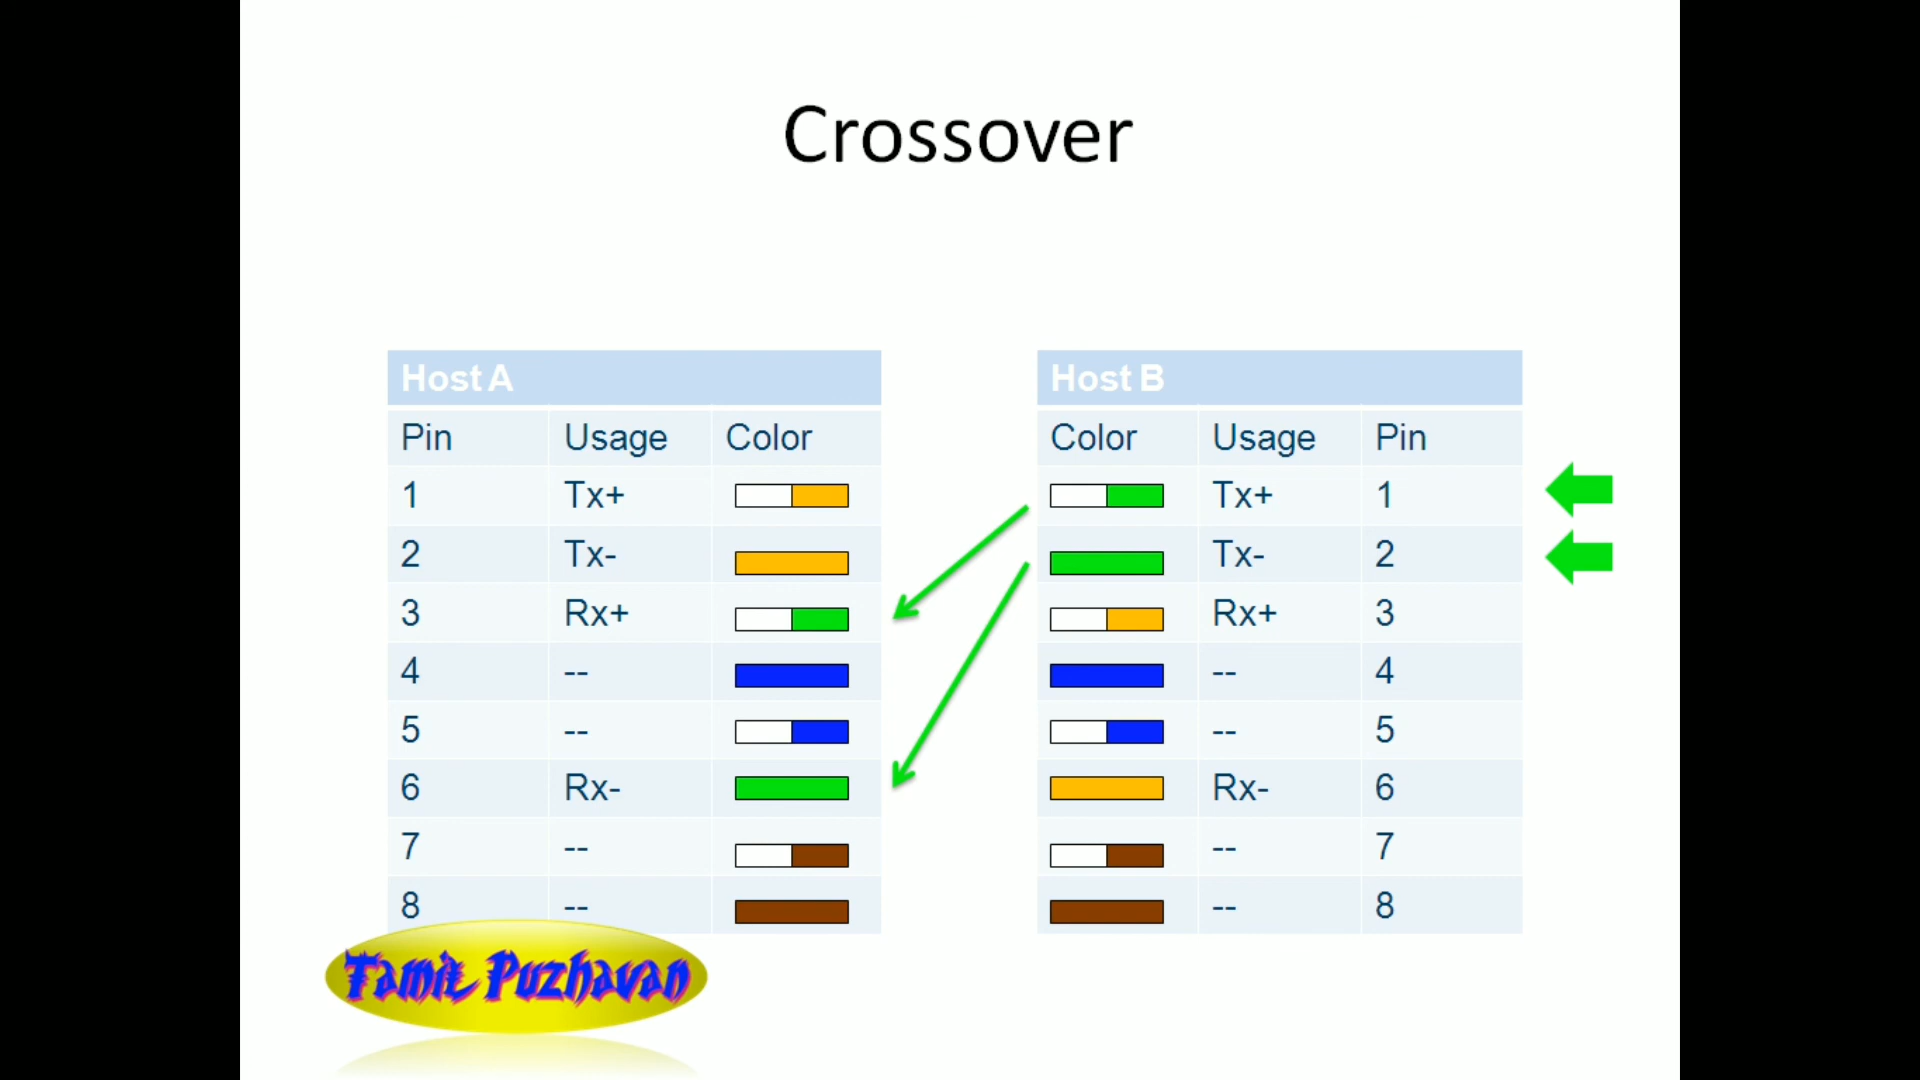 Crossover
Host A
Pin Usage Color
1 Tx+
2 Tx-
3 Rx+
4 --
5 --
6 Rx-
7 --
8 --
Host B
Color Usage Pin
Tx+ 1
Tx- 2
Rx+ 3
-- 4
-- 5
Rx- 6
-- 7
-- 8
Tamil Puzhavan